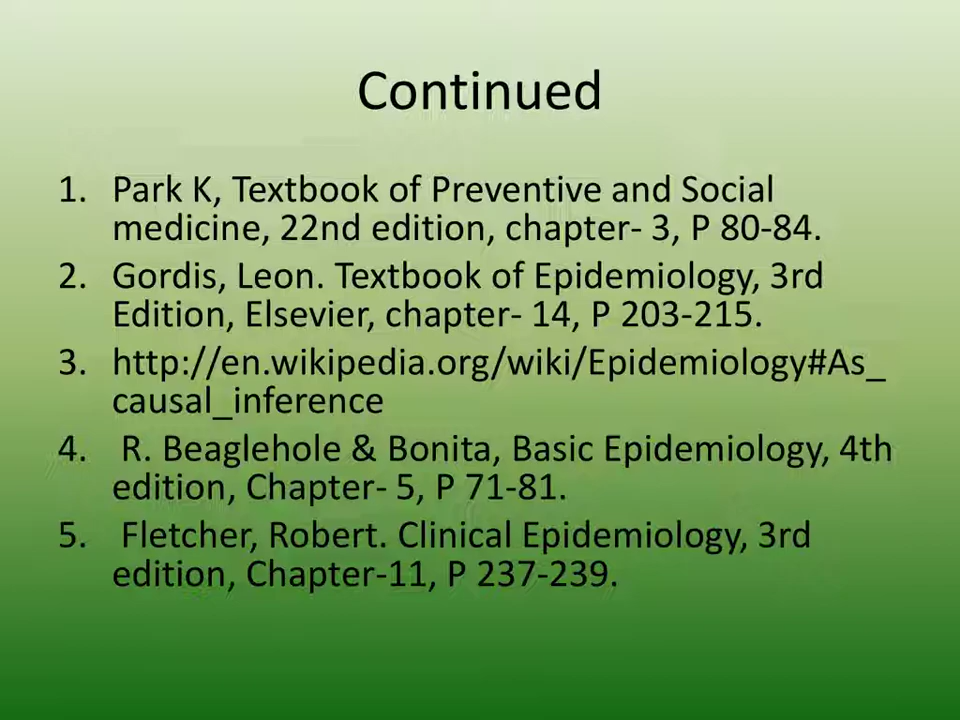 Continued
1. Park K, Textbook of Preventive and Social
medicine, 22nd edition, chapter- 3, P 80-84.
2. Gordis, Leon. Textbook of Epidemiology, 3rd
Edition, Elsevier, chapter- 14, P 203-215.
3. http://en.wikipedia.org/wiki/Epidemiology#As_
causal_inference
4. R. Beaglehole & Bonita, Basic Epidemiology, 4th
edition, Chapter- 5, P 71-81.
5. Fletcher, Robert. Clinical Epidemiology, 3rd
edition, Chapter-11, P 237-239.